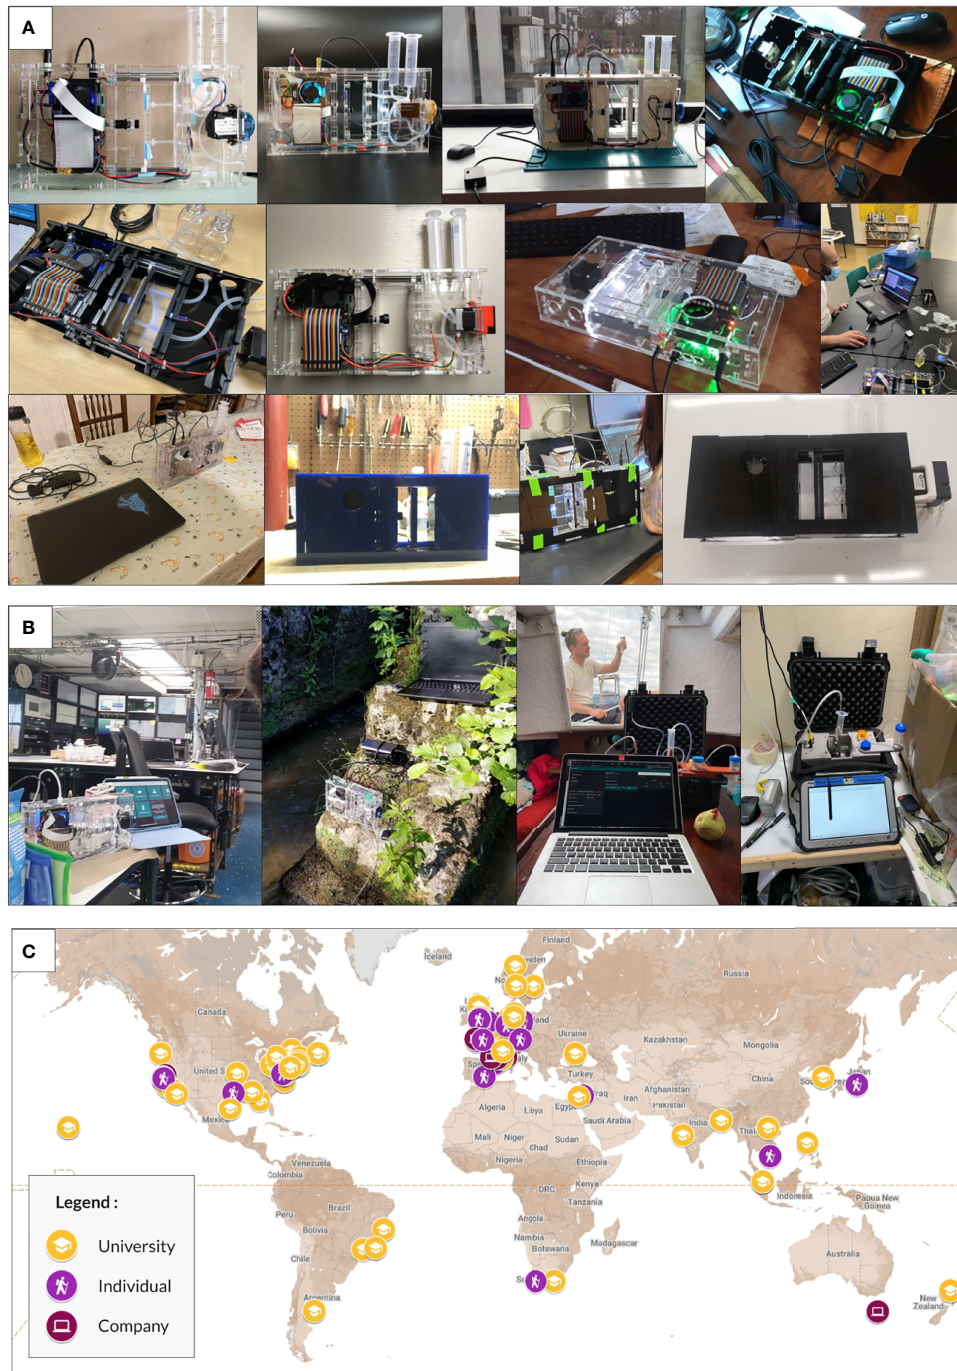 A
B
C
Finland
Iceland
Russia
Canada
Ukraine
Kazakhstan
Mongolia
United S
Turkey
China
Japan
Afghanistan
Iran
Pakistan
Algeria
Libya
Egypt
Saudi Arabia
India
Mexico
Mali
Niger
Chad
Sudan
Nigeria
Ethiopia
Venezuela
Colombia
DRC
Kenya
Tanzania
Indonesia
Papua New
Guinea
Peru
Brazil
Bolivia
Angola
Namibia
Botswana
Madagascar
Chile
Australia
Argentina
New
Zealand
Legend :
University
Individual
Company